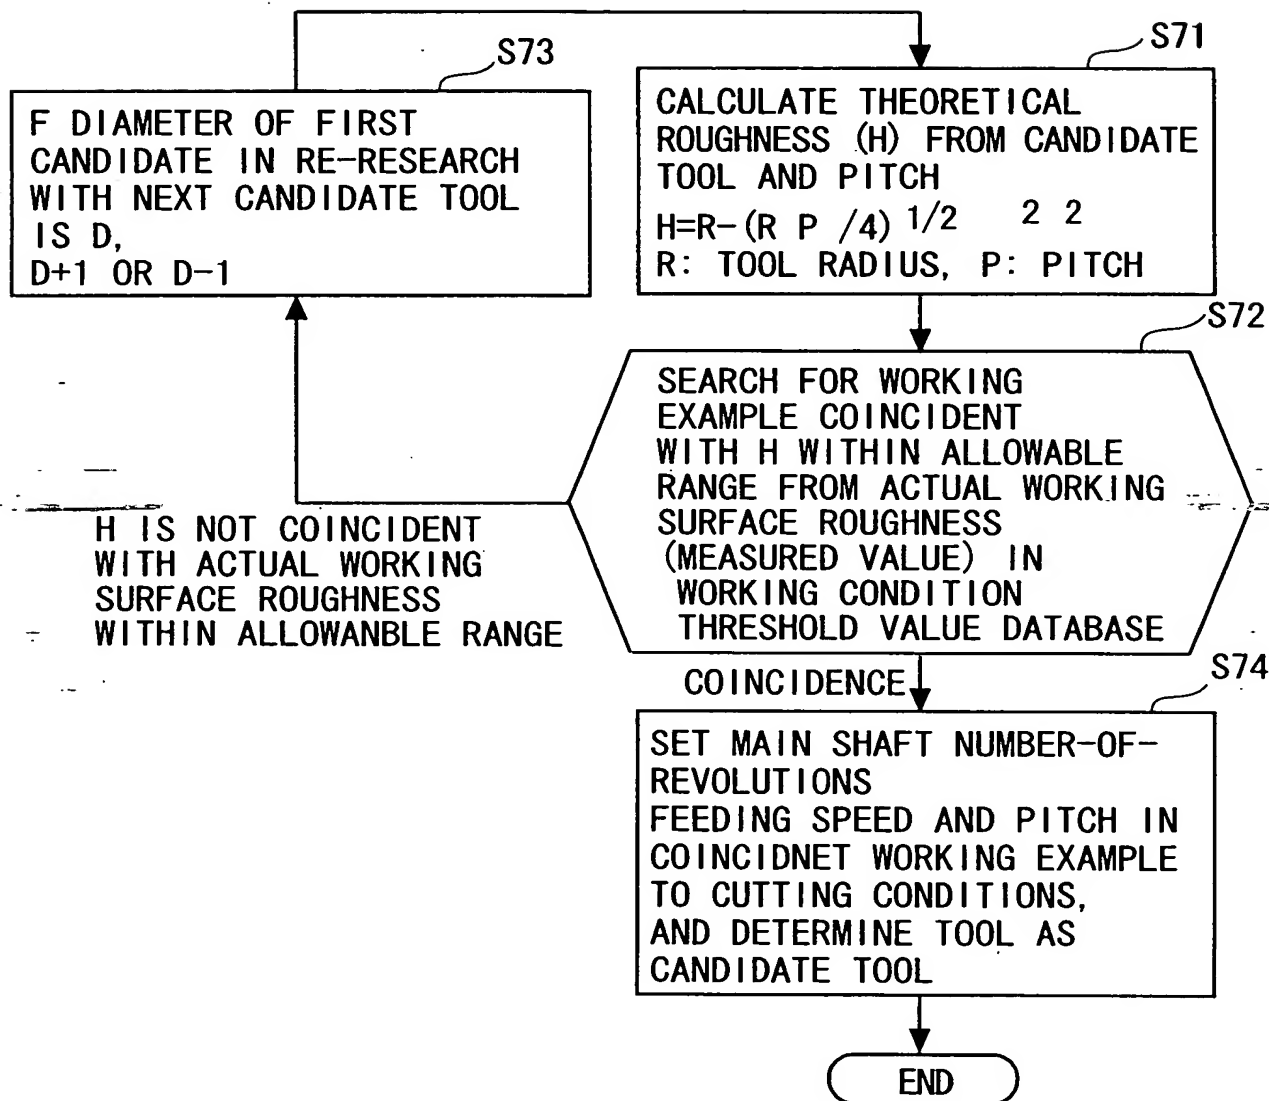 S73
F DIAMETER OF FIRST
CANDIDATE IN RE-RESEARCH
WITH NEXT CANDIDATE TOOL
IS D,
D+1 OR D-1
S71
CALCULATE THEORETICAL
ROUGHNESS (H) FROM CANDIDATE
TOOL AND PITCH
H=R-(R P /4) 1/2 2 2
R: TOOL RADIUS, P: PITCH
S72
SEARCH FOR WORKING
EXAMPLE COINCIDENT
WITH H WITHIN ALLOWABLE
RANGE FROM ACTUAL WORKING
SURFACE ROUGHNESS
(MEASURED VALUE) IN
WORKING CONDITION
THRESHOLD VALUE DATABASE
H IS NOT COINCIDENT
WITH ACTUAL WORKING
SURFACE ROUGHNESS
WITHIN ALLOWANBLE RANGE
COINCIDENCE
S74
SET MAIN SHAFT NUMBER-OF-
REVOLUTIONS
FEEDING SPEED AND PITCH IN
COINCIDNET WORKING EXAMPLE
TO CUTTING CONDITIONS,
AND DETERMINE TOOL AS
CANDIDATE TOOL
END